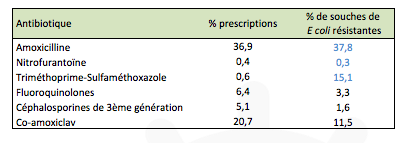 Antibiotique % prescriptions % de souches de
E coli résistantes
Amoxicilline 36,9 37,8
Nitrofurantoïne 0,4 0,3
Triméthoprime-Sulfaméthoxazole 0,6 15,1
Fluoroquinolones 6,4 3,3
Céphalosporines de 3ème génération 5,1 1,6
Co-amoxiclav 20,7 11,5